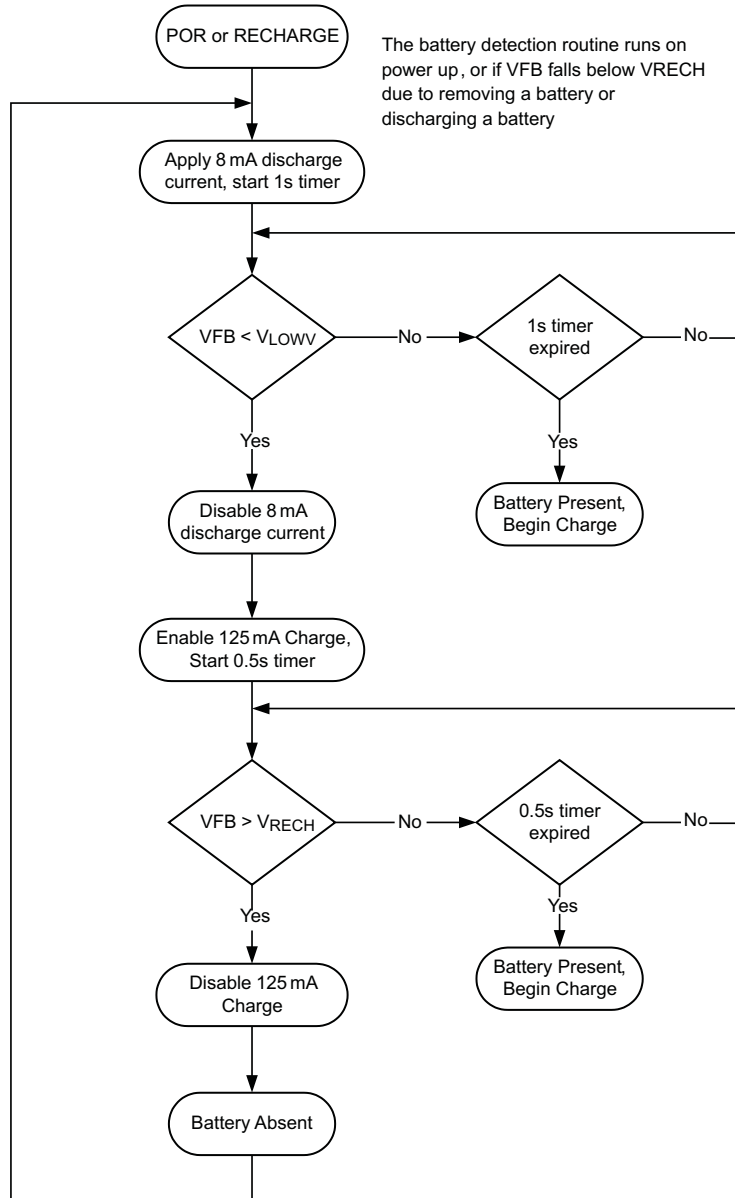 POR or RECHARGE
The battery detection routine runs on
power up, or if VFB falls below VRECH
due to removing a battery or
discharging a battery
Apply 8 mA discharge
current, start 1s timer
VFB < VLOWV
No
1s timer
expired
No
Yes
Yes
Disable 8 mA
discharge current
Battery Present,
Begin Charge
Enable 125 mA Charge,
Start 0.5s timer
VFB > VRECH
No
0.5s timer
expired
No
Yes
Yes
Disable 125 mA
Charge
Battery Present,
Begin Charge
Battery Absent